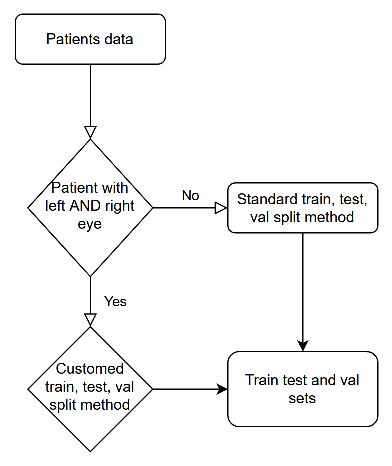 Patients data
Patient with
left AND right
eye
No
Standard train, test,
val split method
Yes
Customed
train, test, val
split method
Train test and val
sets